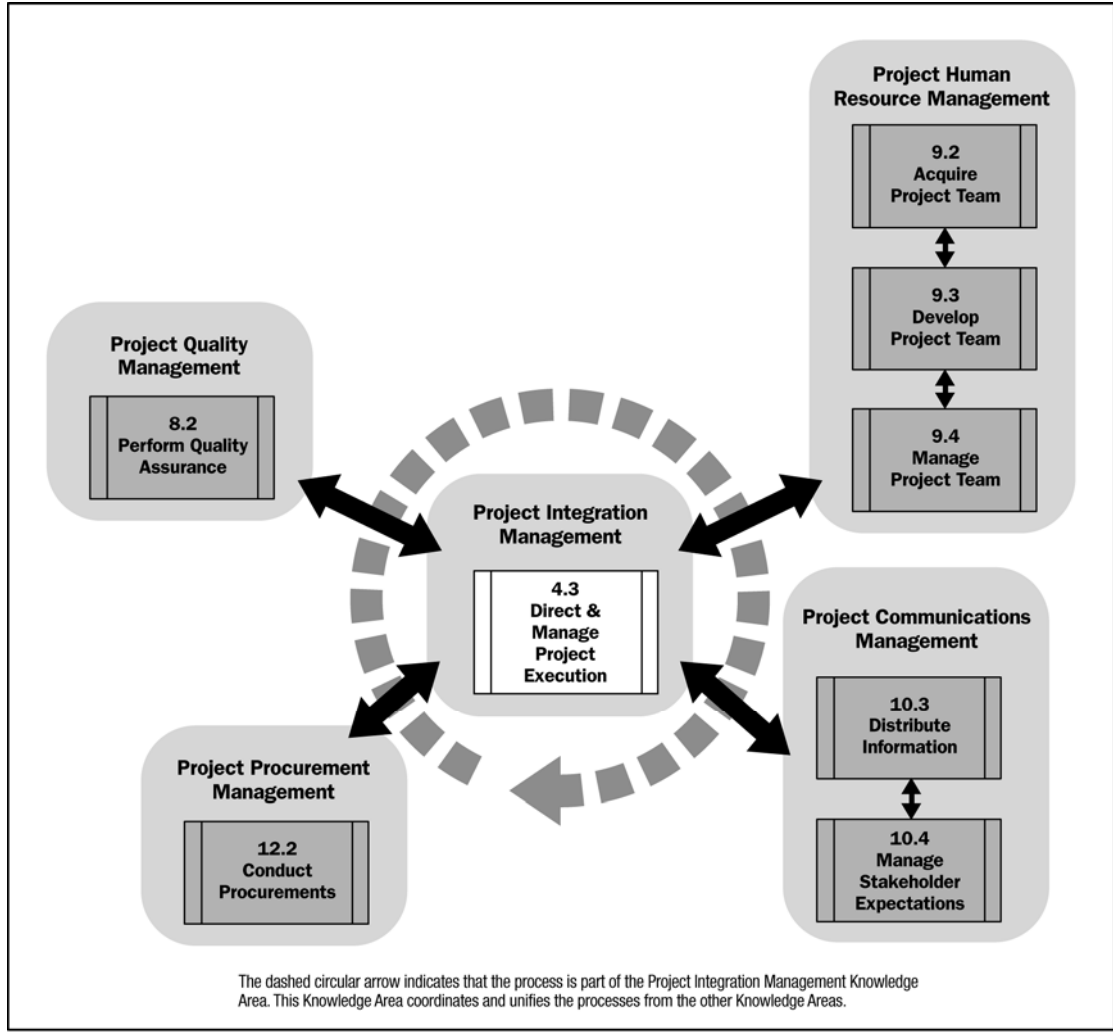 Project Human
Resource Management
9.2
Acquire
Project Team
9.3
Develop
Project Team
9.4
Manage
Project Team
Project Quality
Management
8.2
Perform Quality
Assurance
Project Integration
Management
4.3
Direct &
Manage
Project
Execution
Project Communications
Management
10.3
Distribute
Information
10.4
Manage
Stakeholder
Expectations
Project Procurement
Management
12.2
Conduct
Procurements
The dashed circular arrow indicates that the process is part of the Project Integration Management Knowledge
Area. This Knowledge Area coordinates and unifies the processes from the other Knowledge Areas.